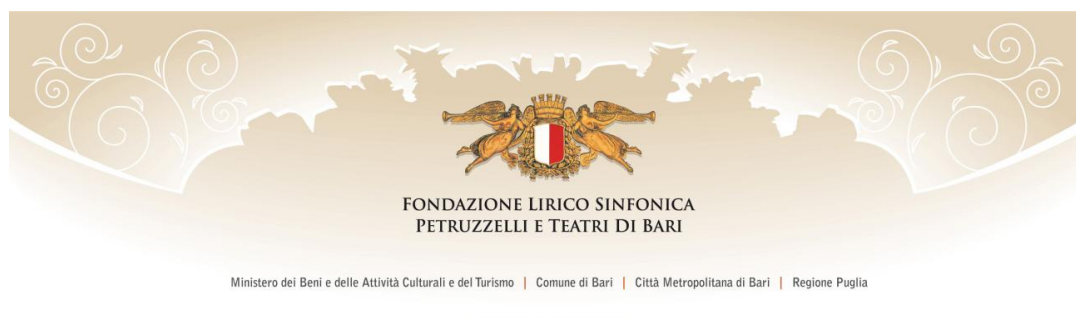 FONDAZIONE LIRICO SINFONICA
PETRUZZELLI E TEATRI DI BARI
Ministero dei Beni e delle Attività Culturali e del Turismo | Comune di Bari | Città Metropolitana di Bari | Regione Puglia